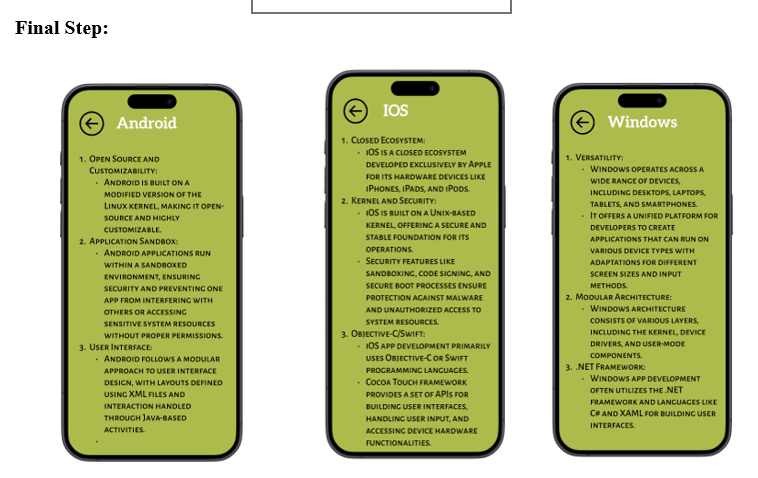 Final Step:
Android
1. Open Source and
Customizability:
· Android is built on a
modified version of the
Linux kernel, making it open-
source and highly
customizable.
2. Application Sandbox:
· Android applications run
within a sandboxed
environment, ensuring
security and preventing one
app from interfering with
others or accessing
sensitive system resources
without proper permissions.
3. User Interface:
· Android follows a modular
approach to user interface
design, with layouts defined
using XML files and
interaction handled
through Java-based
activities.
·
IOS
1. Closed Ecosystem:
· iOS is a closed ecosystem
developed exclusively by Apple
for its hardware devices like
iPhones, iPads, and iPods.
2. Kernel and Security:
· iOS is built on a Unix-based
kernel, offering a secure and
stable foundation for its
operations.
· Security features like
sandboxing, code signing, and
secure boot processes ensure
protection against malware
and unauthorized access to
system resources.
3. Objective-C/Swift:
· iOS app development primarily
uses Objective-C or Swift
programming languages.
· Cocoa Touch framework
provides a set of APIs for
building user interfaces,
handling user input, and
accessing device hardware
functionalities.
Windows
1. Versatility:
· Windows operates across a
wide range of devices,
including desktops, laptops,
tablets, and smartphones.
· It offers a unified platform for
developers to create
applications that can run on
various device types with
adaptations for different
screen sizes and input
methods.
2. Modular Architecture:
· Windows architecture
consists of various layers,
including the kernel, device
drivers, and user-mode
components.
3. .NET Framework:
· Windows app development
often utilizes the .NET
framework and languages like
C# and XAML for building user
interfaces.